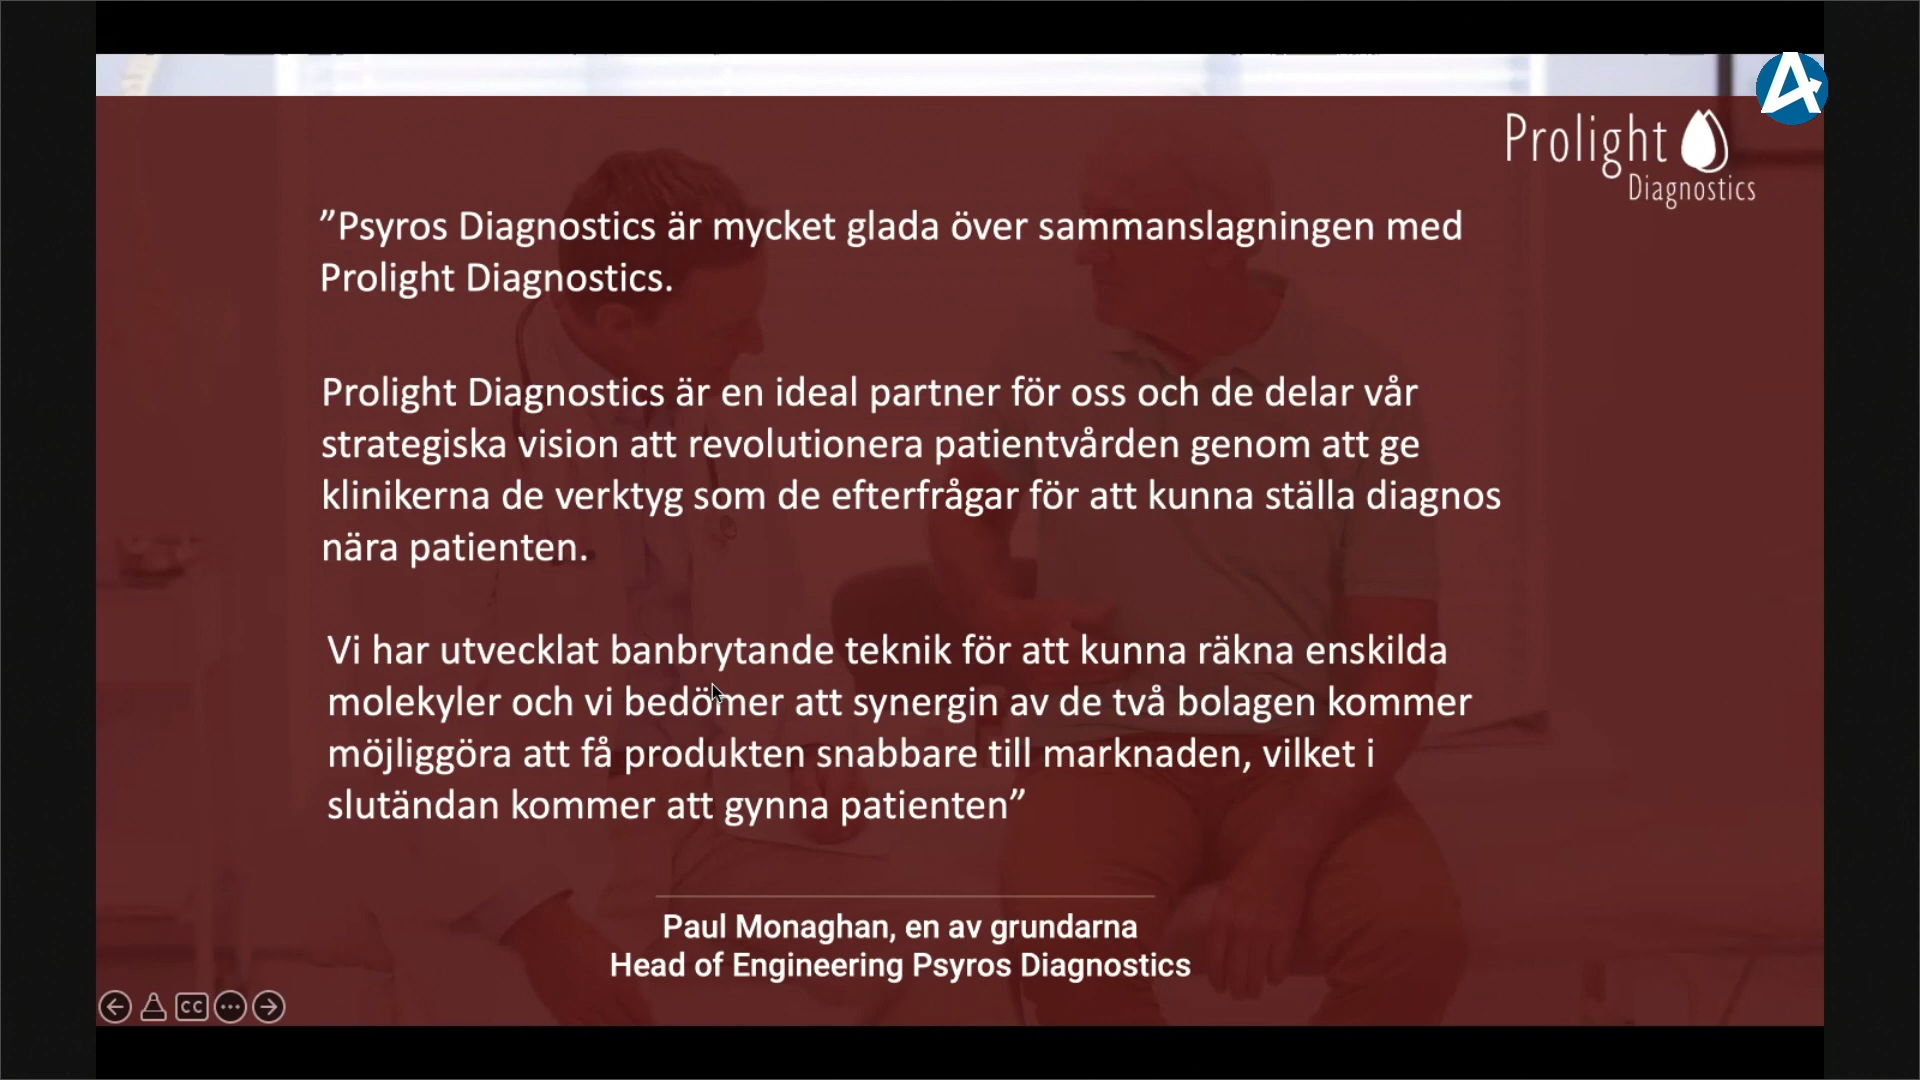 Prolight
Diagnostics
”Psyros Diagnostics är mycket glada över sammanslagningen med
Prolight Diagnostics.
Prolight Diagnostics är en ideal partner för oss och de delar vår
strategiska vision att revolutionera patientvården genom att ge
klinikerna de verktyg som de efterfrågar för att kunna ställa diagnos
nära patienten.
Vi har utvecklat banbrytande teknik för att kunna räkna enskilda
molekyler och vi bedömer att synergin av de två bolagen kommer
möjliggöra att få produkten snabbare till marknaden, vilket i
slutändan kommer att gynna patienten”
Paul Monaghan, en av grundarna
Head of Engineering Psyros Diagnostics
CC